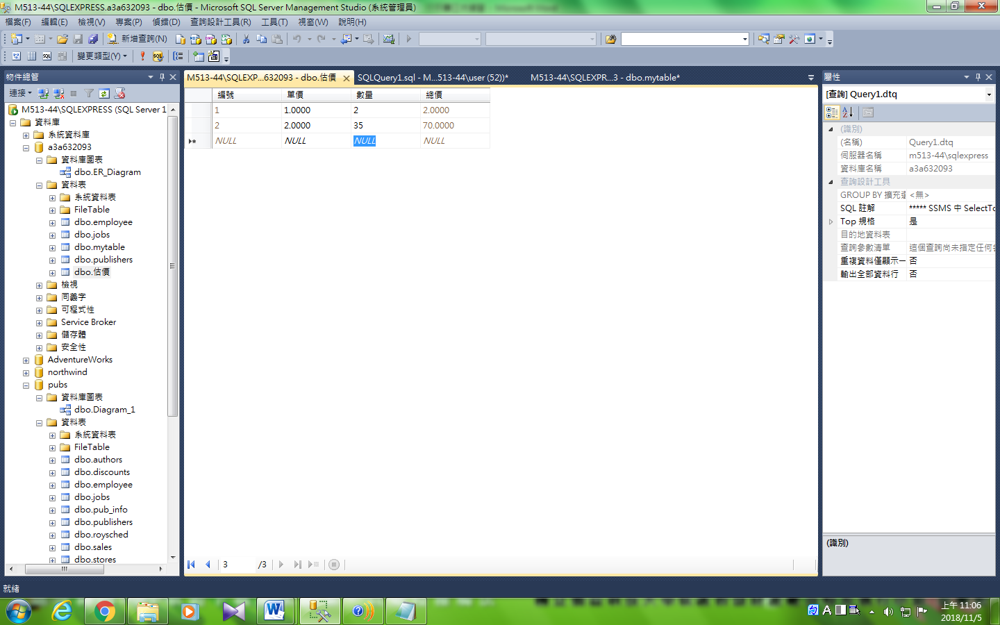 M513-44\SQLEXPRESS.a3a632093 - dbo.估價 - Microsoft SQL Server Management Studio (系統管理員)
檔案(F) 編輯(E) 檢視(V) 專案(P) 偵錯(D) 查詢設計工具(R) 工具(T) 視窗(W) 說明(H)
新增查詢(N)
變更類型(Y)
物件總管
連接
M513-44\SQLEXPRESS (SQL Server 1
資料庫
系統資料庫
a3a632093
資料庫圖表
dbo.ER_Diagram
資料表
系統資料表
FileTable
dbo.employee
dbo.jobs
dbo.mytable
dbo.publishers
dbo.估價
檢視
同義字
可程式性
Service Broker
儲存體
安全性
AdventureWorks
northwind
pubs
資料庫圖表
dbo.Diagram_1
資料表
系統資料表
FileTable
dbo.authors
dbo.discounts
dbo.employee
dbo.jobs
dbo.pub_info
dbo.publishers
dbo.roysched
dbo.sales
dbo.stores
M513-44\SQLEXP...632093 - dbo.估價 SQLQuery1.sql - M...513-44\user (52))* M513-44\SQLEXPR...3 - dbo.mytable*
編號 單價 數量 總價
1 1.0000 2 2.0000
2 2.0000 35 70.0000
NULL NULL NULL NULL
3 /3
屬性
[查詢] Query1.dtq
(識別)
(名稱) Query1.dtq
伺服器名稱 m513-44\sqlexpress
資料庫名稱 a3a632093
查詢設計工具
GROUP BY 擴充選 <無>
SQL 註解 ***** SSMS 中 SelectTo
Top 規格 是
目的地資料表
查詢參數清單 這個查詢尚未指定任何
重複資料僅顯示一 否
輸出全部資料行 否
(識別)
就緒
上午 11:06
2018/11/5